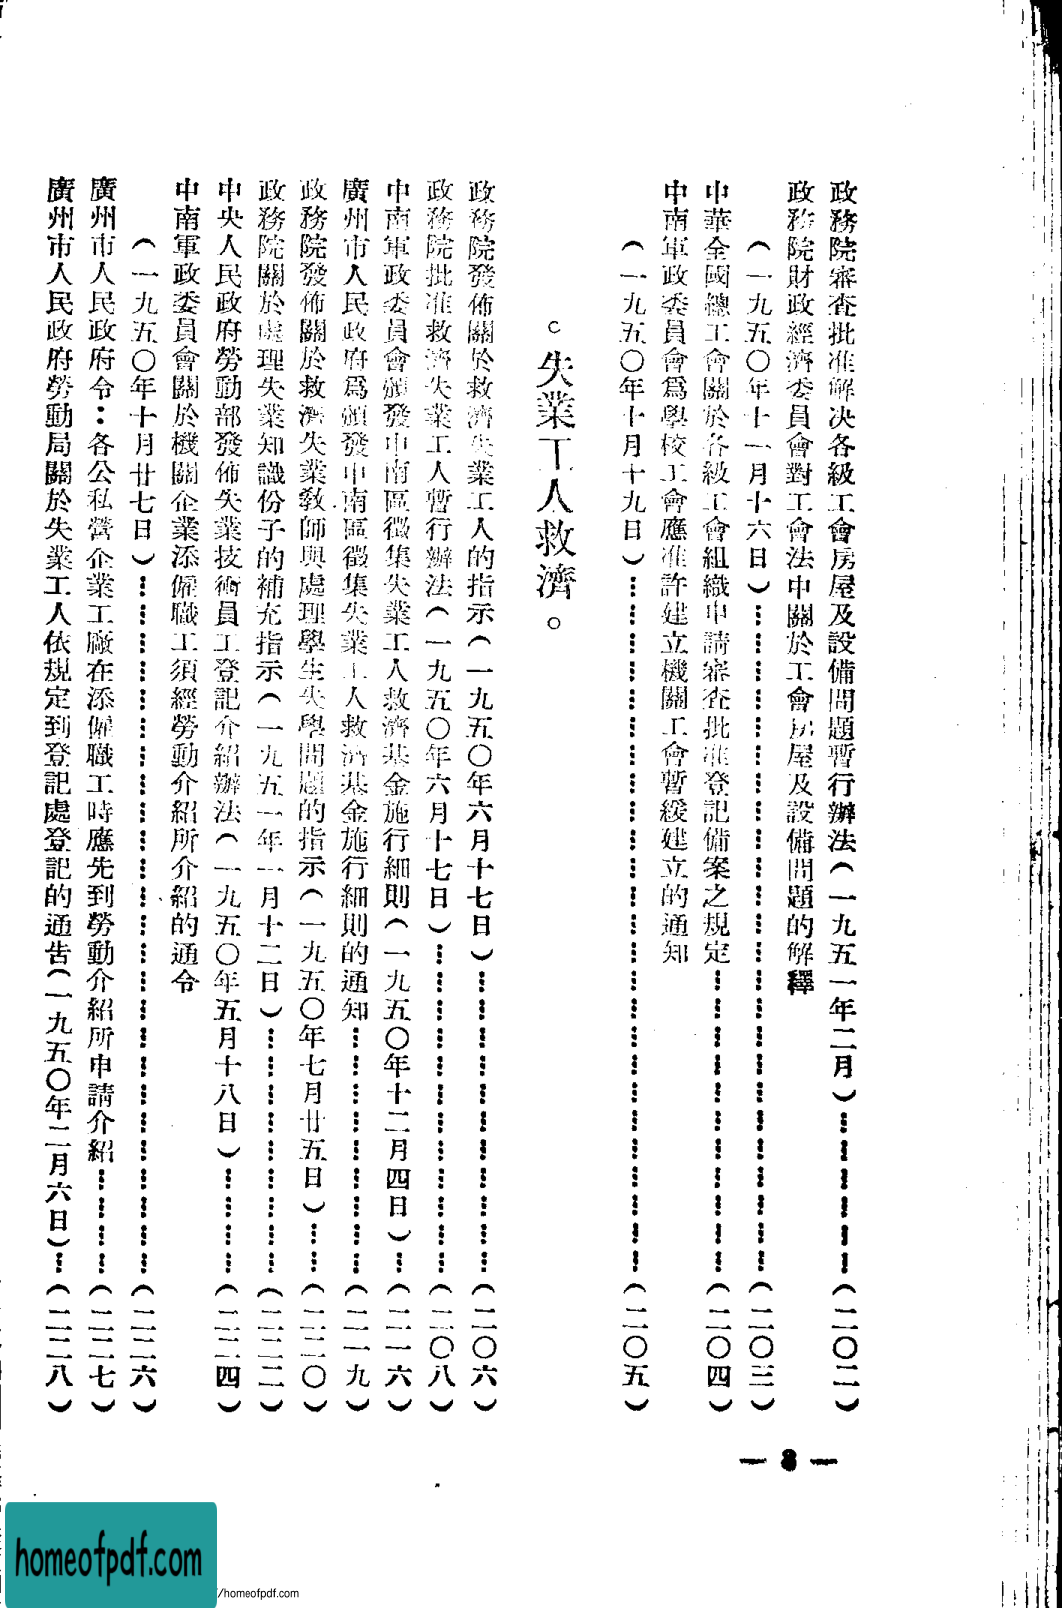 政務院審查批准解决各級工會房屋及設備問題暫行辦法（一九五一年二月）……（二〇二）
政務院財政經濟委員會對工會法中關於工會房屋及設備問題的解釋
（一九五〇年十一月十六日）……（二〇三）
中華全國總工會關於各級工會組織申請審查批准登記備案之規定……（二〇四）
中南軍政委員會爲學校工會應准許建立機關工會暫緩建立的通知
（一九五〇年十月十九日）……（二〇五）
。失業工人救濟。
政務院發佈關於救濟失業工人的指示（一九五〇年六月十七日）……（二〇六）
政務院批准救濟失業工人暫行辦法（一九五〇年六月十七日）……（二〇八）
中南軍政委員會頒發中南區徵集失業工人救濟基金施行細則（一九五〇年十二月四日）……（二一六）
廣州市人民政府爲頒發中南區徵集失業工人救濟基金施行細則的通知……（二一九）
政務院發佈關於救濟失業教師與處理學生失學問題的指示（一九五〇年七月廿五日）……（二二〇）
政務院關於處理失業知識份子的補充指示（一九五一年一月十二日）……（二二二）
中央人民政府勞動部發佈失業技術員工登記介紹辦法（一九五〇年五月十八日）……（二二四）
中南軍政委員會關於機關企業添僱職工須經勞動介紹所介紹的通令
（一九五〇年十月廿七日）……（二二六）
廣州市人民政府令：各公私營企業工廠在添僱職工時應先到勞動介紹所申請介紹……（二二七）
廣州市人民政府勞動局關於失業工人依規定到登記處登記的通告（一九五〇年二月六日）……（二二八）
— 8 —
homeofpdf.com
/homeofpdf.com